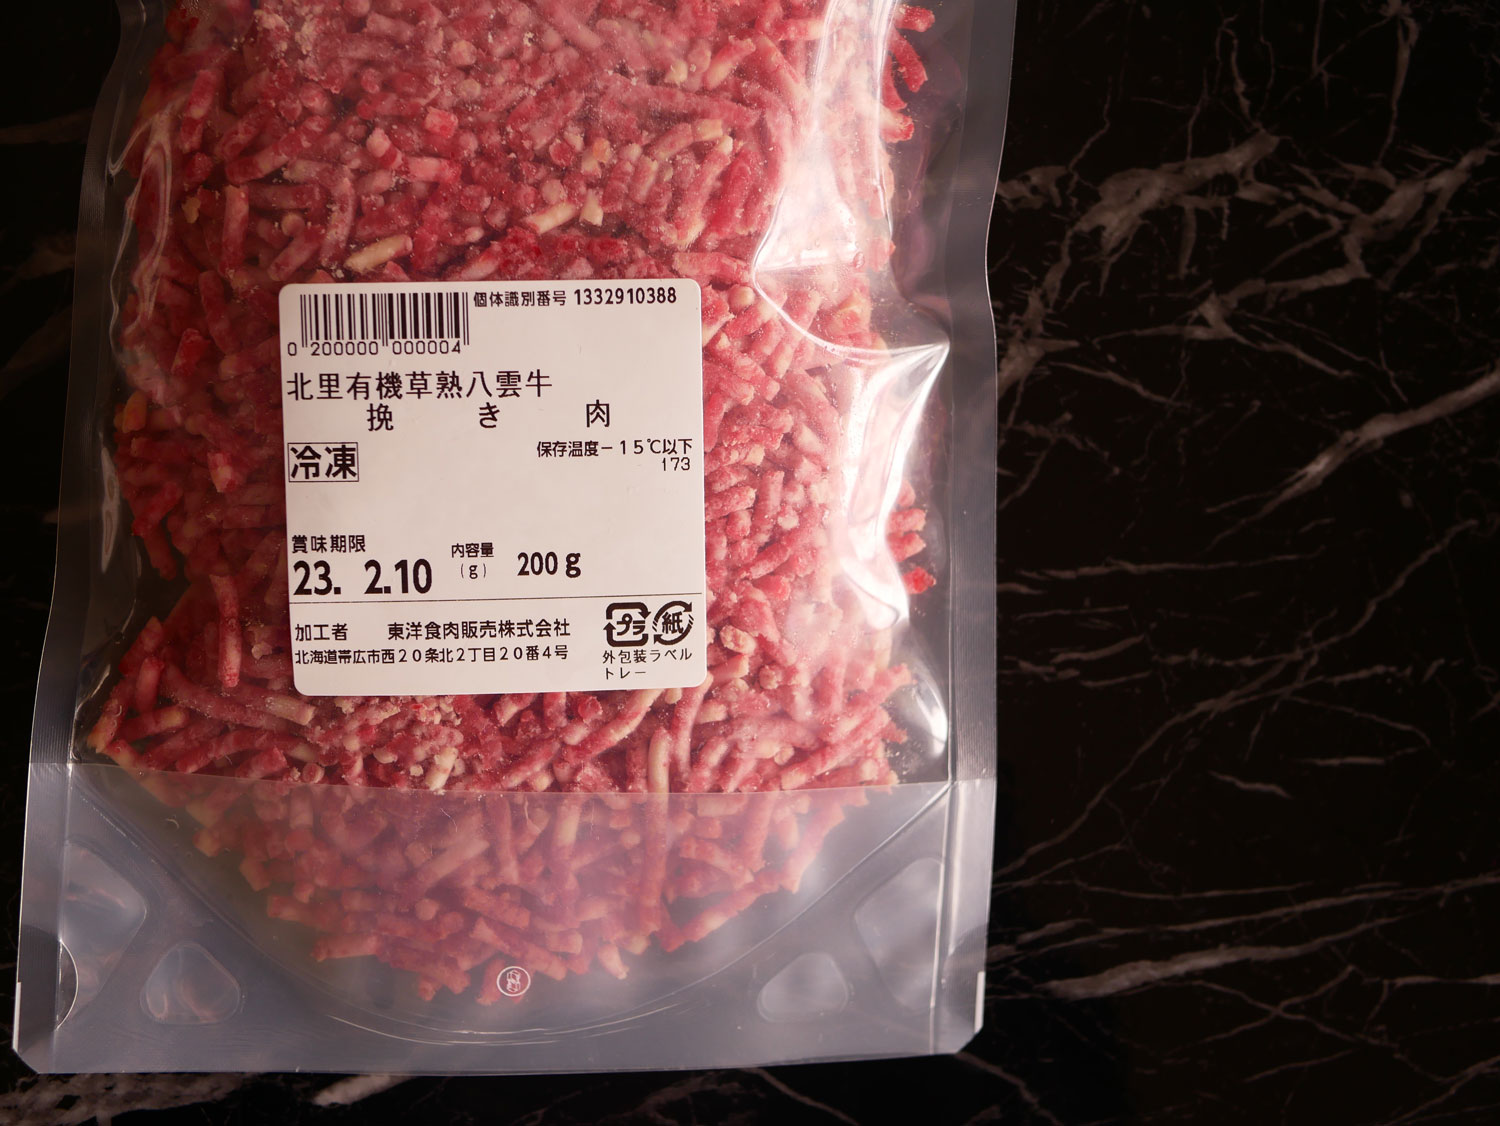 個体識別番号 1332910388
0 200000 000004
北里有機草熟八雲牛
挽き肉
冷凍
保存温度－15℃以下
173
賞味期限
23. 2.10
内容量
(g)
200g
加工者 東洋食肉販売株式会社
北海道帯広市西20条北2丁目20番4号
プラ
紙
外包装ラベル
トレー